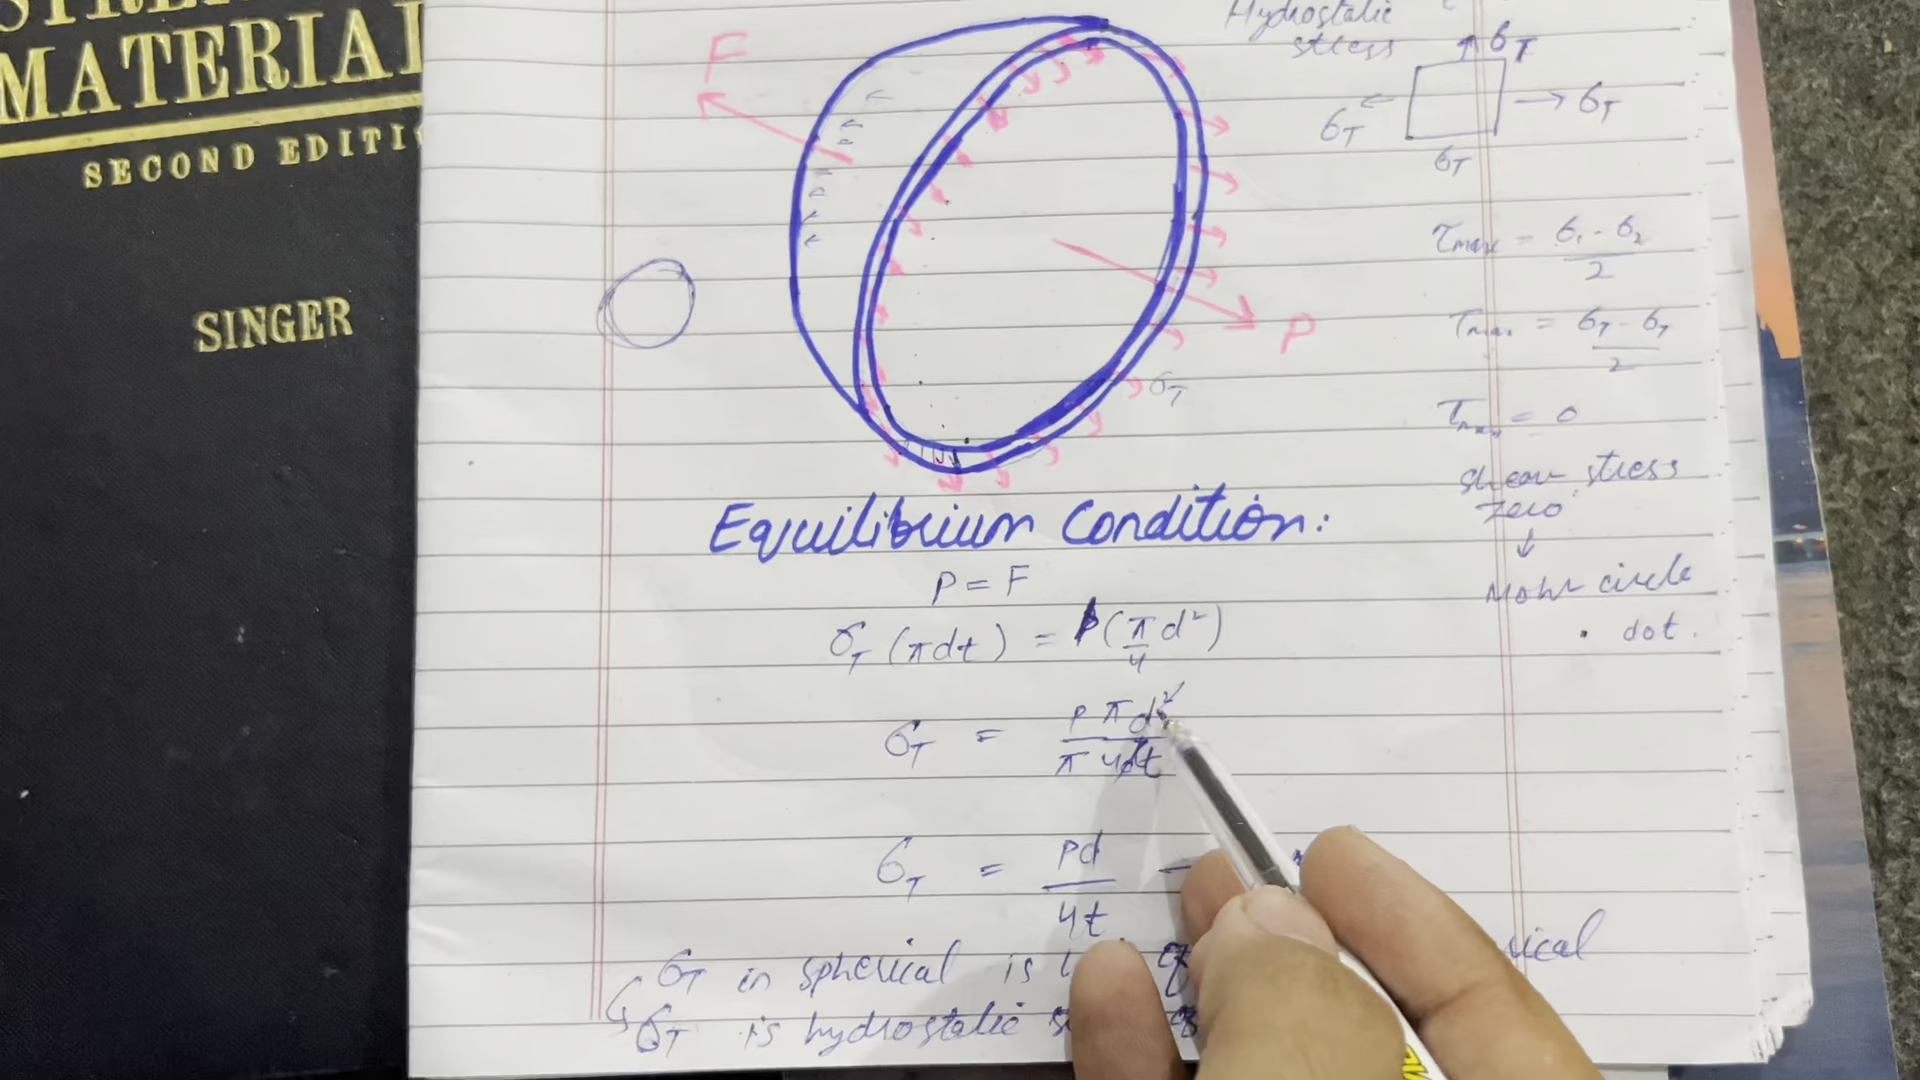 MATERIAL
SECOND EDITI
SINGER
F
P
σT
Hydrostatic
stress
σT
σT
σT
σT
τmax = σ1 - σ2
2
τmax = σT - σT
2
τmax = 0
shear stress
zero
↓
Mohr circle
. dot.
Equilibrium Condition:
P = F
σT (πdt) = P(π d²)
4
σT = P π d²
π 4dt
σT = Pd
4t
σT in spherical is
σT is hydrostatic